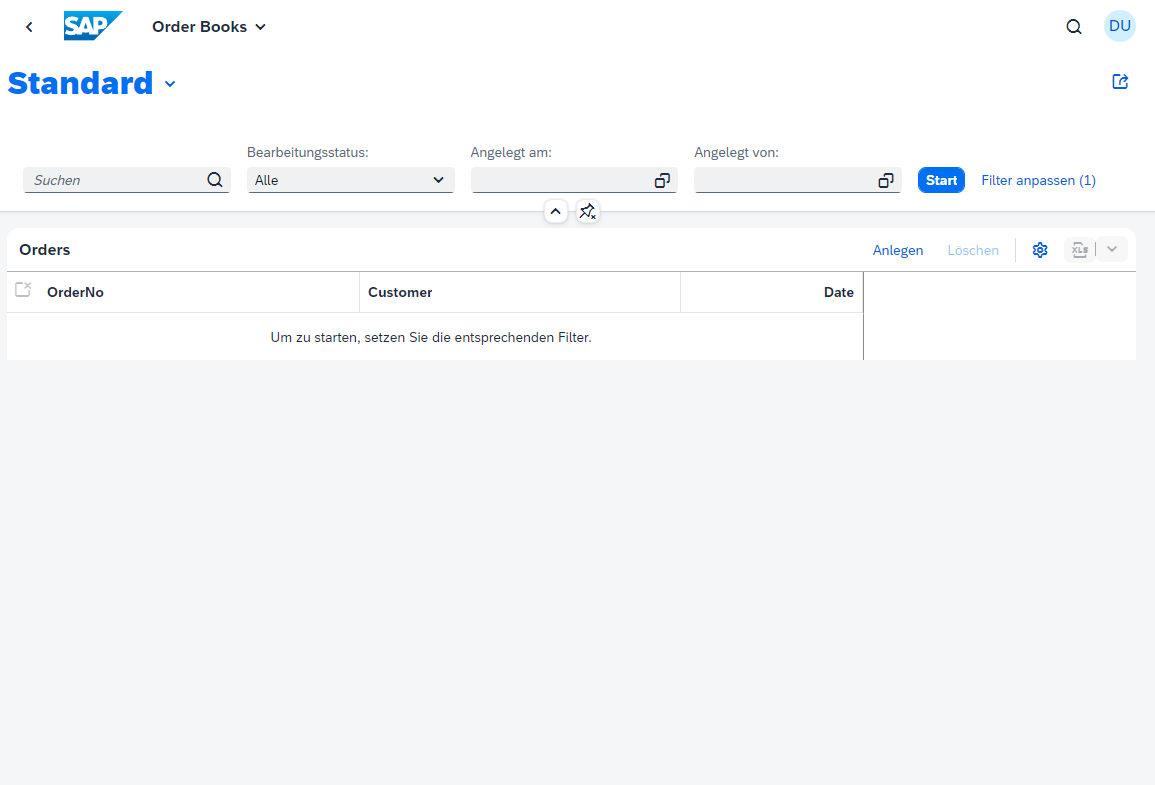 SAP Order Books DU
Standard
Bearbeitungsstatus: Angelegt am: Angelegt von:
Suchen Alle Start Filter anpassen (1)
Orders Anlegen Löschen XLS
OrderNo Customer Date
Um zu starten, setzen Sie die entsprechenden Filter.